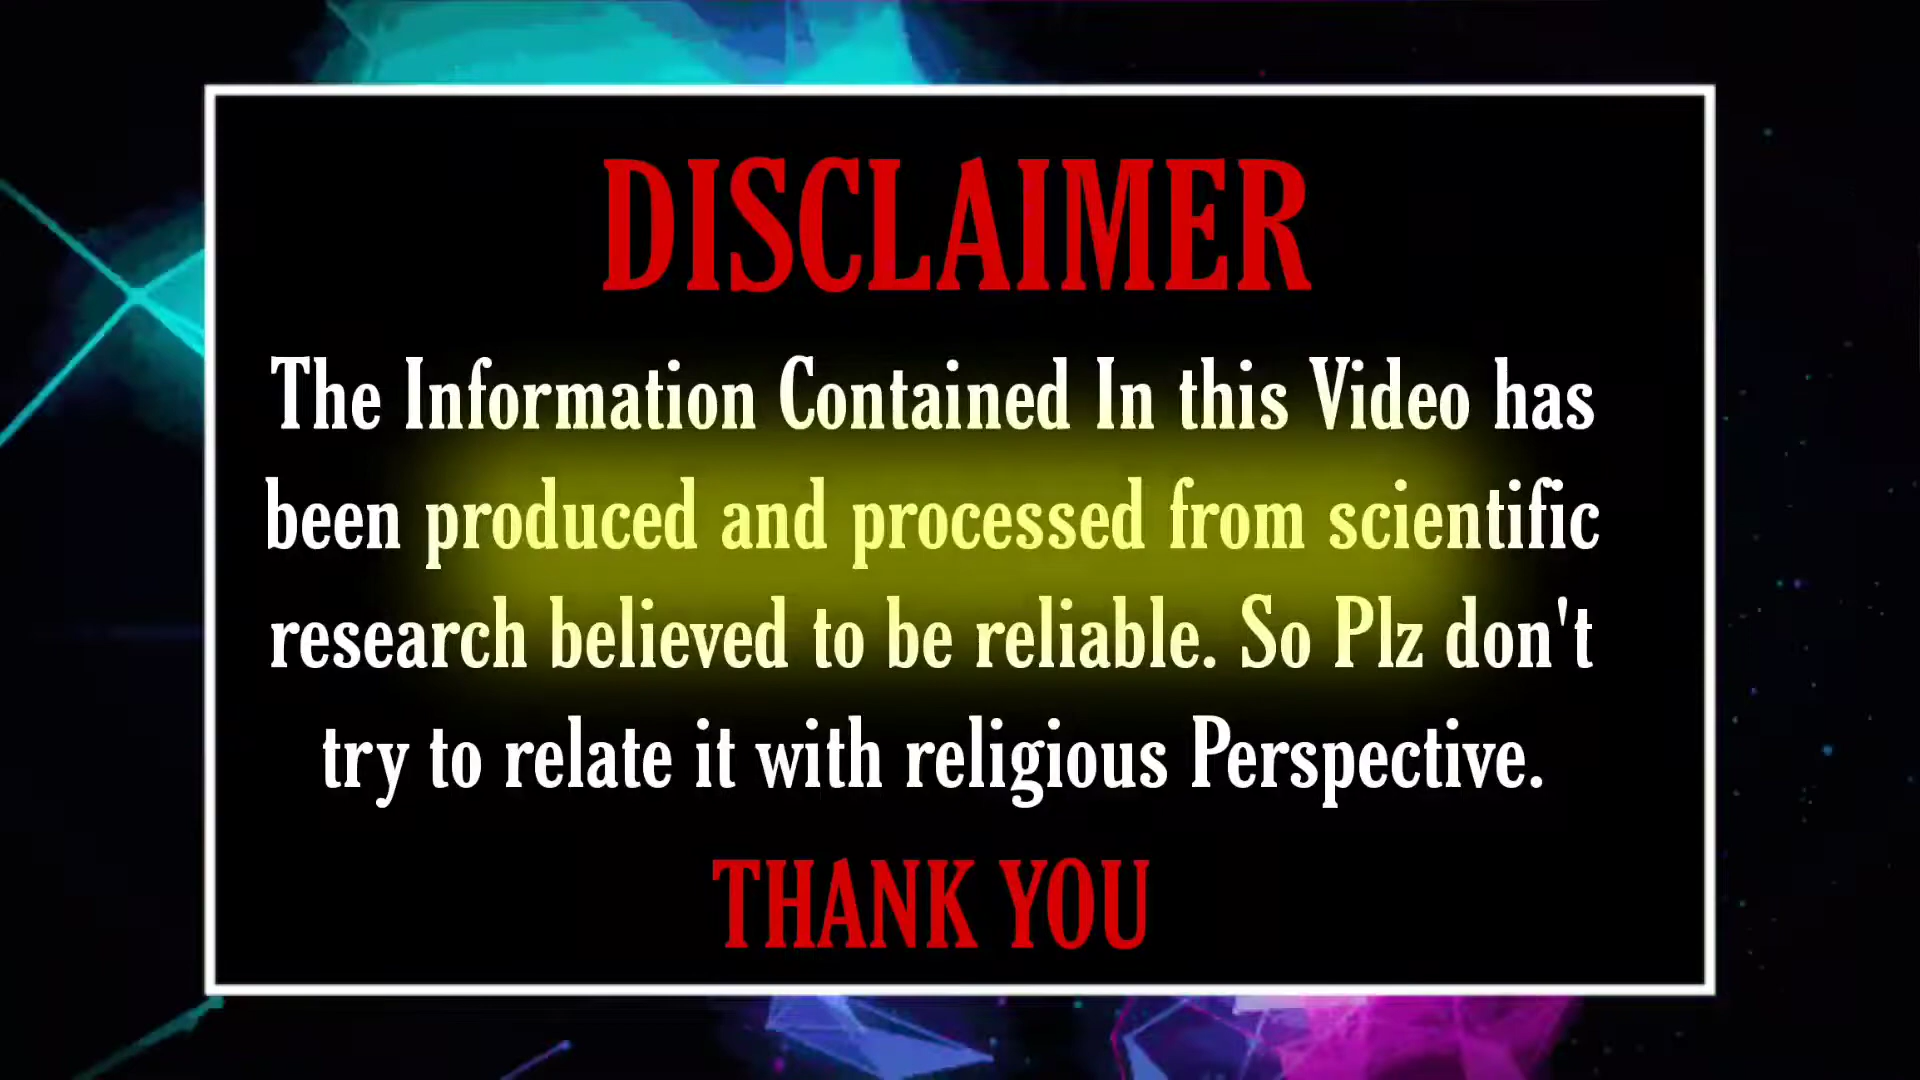 DISCLAIMER
The Information Contained In this Video has
been produced and processed from scientific
research believed to be reliable. So Plz don't
try to relate it with religious Perspective.
THANK YOU